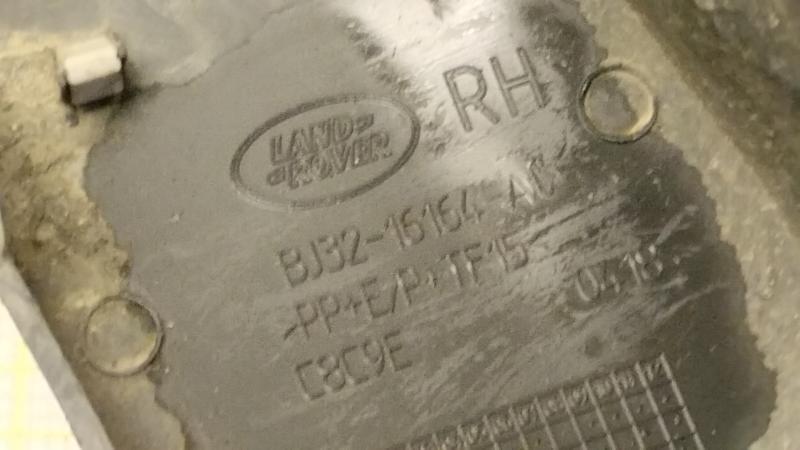 RH
LAND-
-ROVER
BJ32-16164-AC
-PP+E/P+TF15
0418
C8C9E